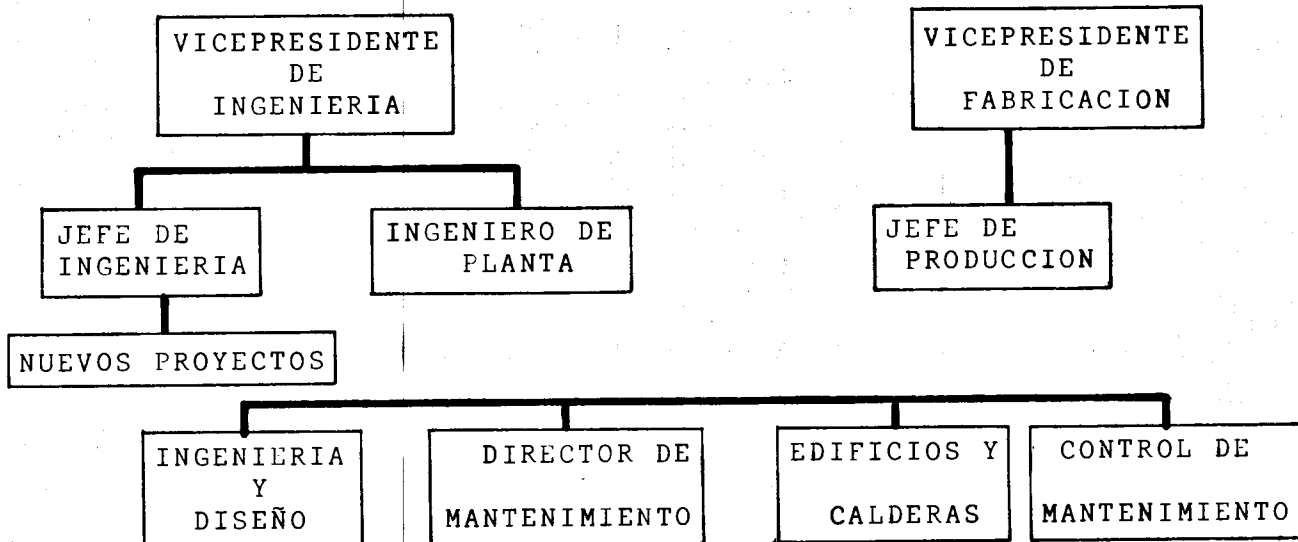 VICEPRESIDENTE
DE
INGENIERIA
VICEPRESIDENTE
DE
FABRICACION
JEFE DE
INGENIERIA
INGENIERO DE
PLANTA
JEFE DE
PRODUCCION
NUEVOS PROYECTOS
INGENIERIA
Y
DISEÑO
DIRECTOR DE
MANTENIMIENTO
EDIFICIOS Y
CALDERAS
CONTROL DE
MANTENIMIENTO